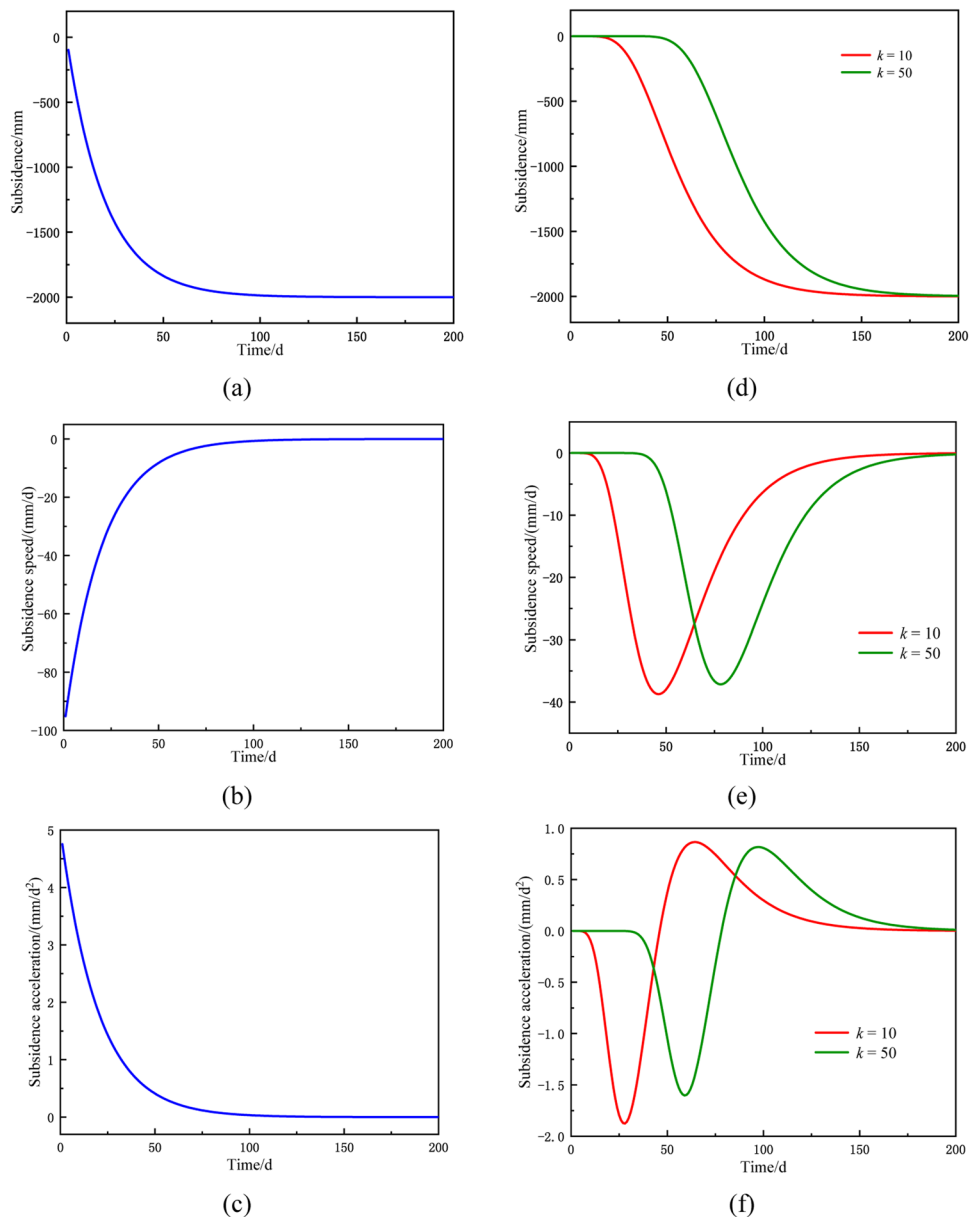 0
−500
−1000
−1500
−2000
Subsidence/mm
0 50 100 150 200
Time/d
(a)
0
−500
−1000
−1500
−2000
Subsidence/mm
k = 10
k = 50
0 50 100 150 200
Time/d
(d)
0
−20
−40
−60
−80
−100
Subsidence speed/(mm/d)
0 50 100 150 200
Time/d
(b)
0
−10
−20
−30
−40
Subsidence speed/(mm/d)
k = 10
k = 50
0 50 100 150 200
Time/d
(e)
5
4
3
2
1
0
Subsidence acceleration/(mm/d²)
0 50 100 150 200
Time/d
(c)
1.0
0.5
0.0
−0.5
−1.0
−1.5
−2.0
Subsidence acceleration/(mm/d²)
k = 10
k = 50
0 50 100 150 200
Time/d
(f)